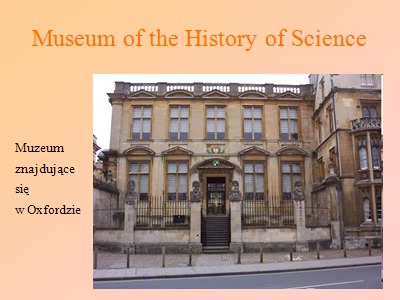 Museum of the History of Science
Muzeum
znajdujące
się
w Oxfordzie